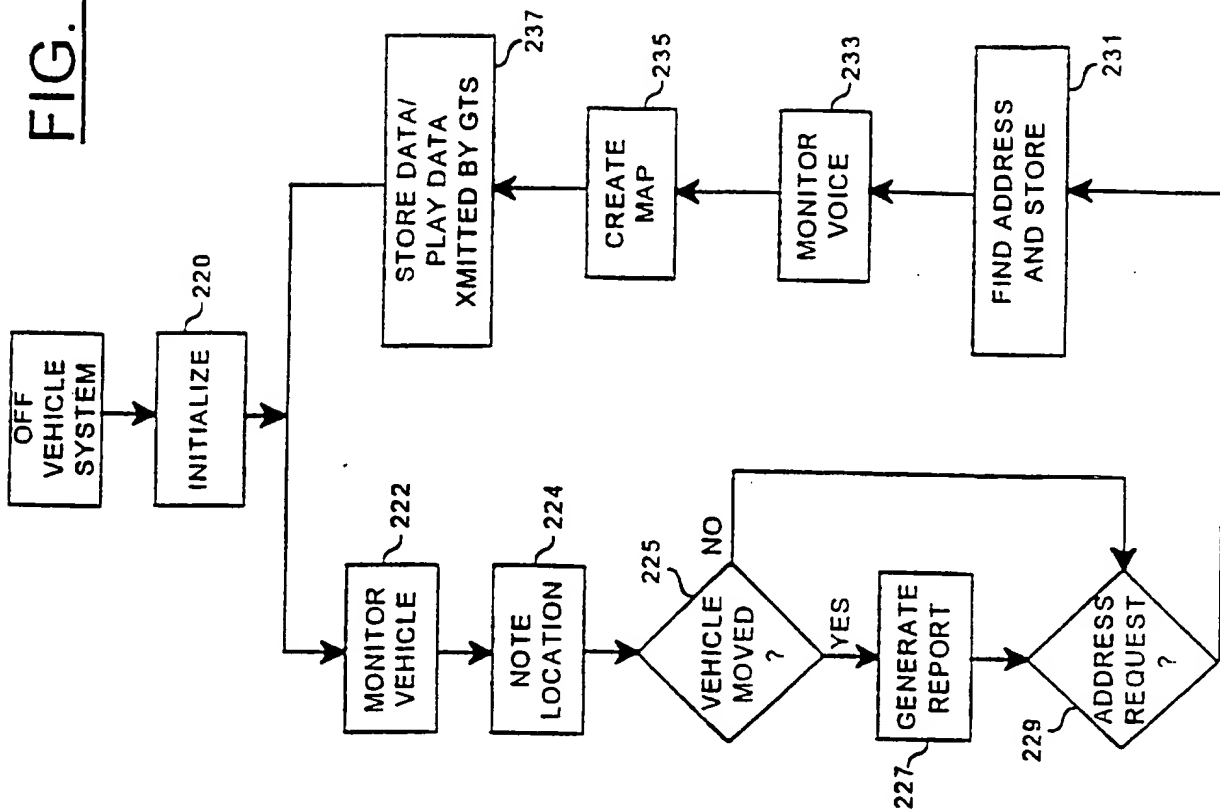 FIG.
OFF
VEHICLE
SYSTEM
INITIALIZE
220
MONITOR
VEHICLE
222
NOTE
LOCATION
224
VEHICLE
MOVED
?
225
NO
YES
GENERATE
REPORT
227
ADDRESS
REQUEST
?
229
STORE DATA/
PLAY DATA
XMITTED BY GTS
237
CREATE
MAP
235
MONITOR
VOICE
233
FIND ADDRESS
AND STORE
231